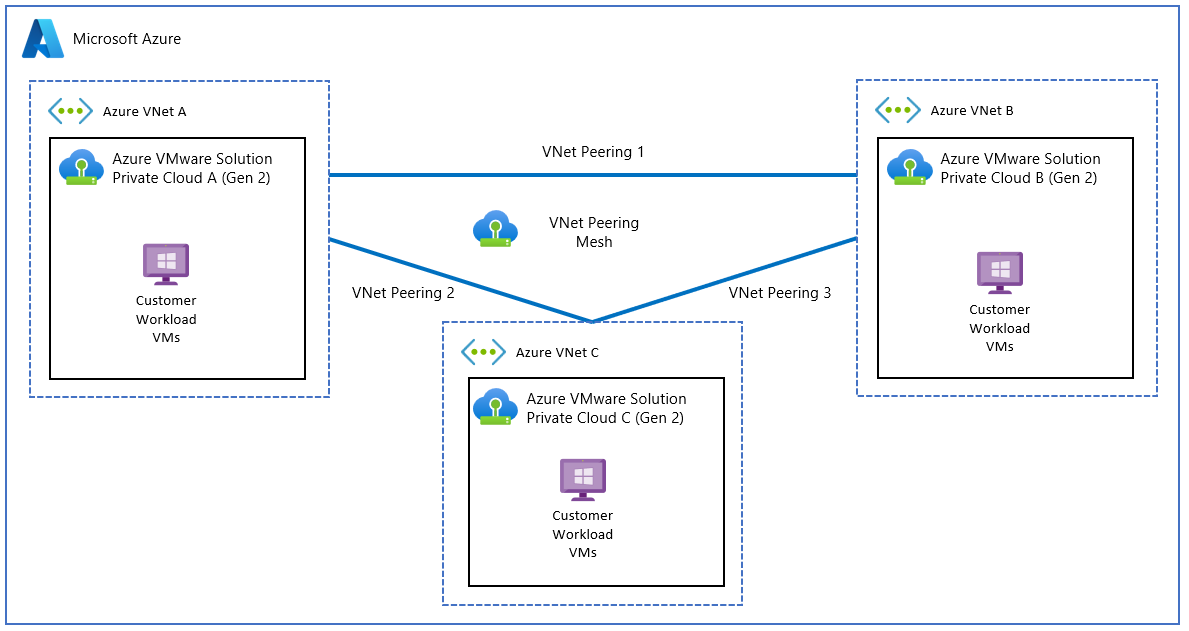 Microsoft Azure
Azure VNet A
Azure VMware Solution
Private Cloud A (Gen 2)
Customer
Workload
VMs
VNet Peering 1
VNet Peering
Mesh
VNet Peering 2
VNet Peering 3
Azure VNet B
Azure VMware Solution
Private Cloud B (Gen 2)
Customer
Workload
VMs
Azure VNet C
Azure VMware Solution
Private Cloud C (Gen 2)
Customer
Workload
VMs